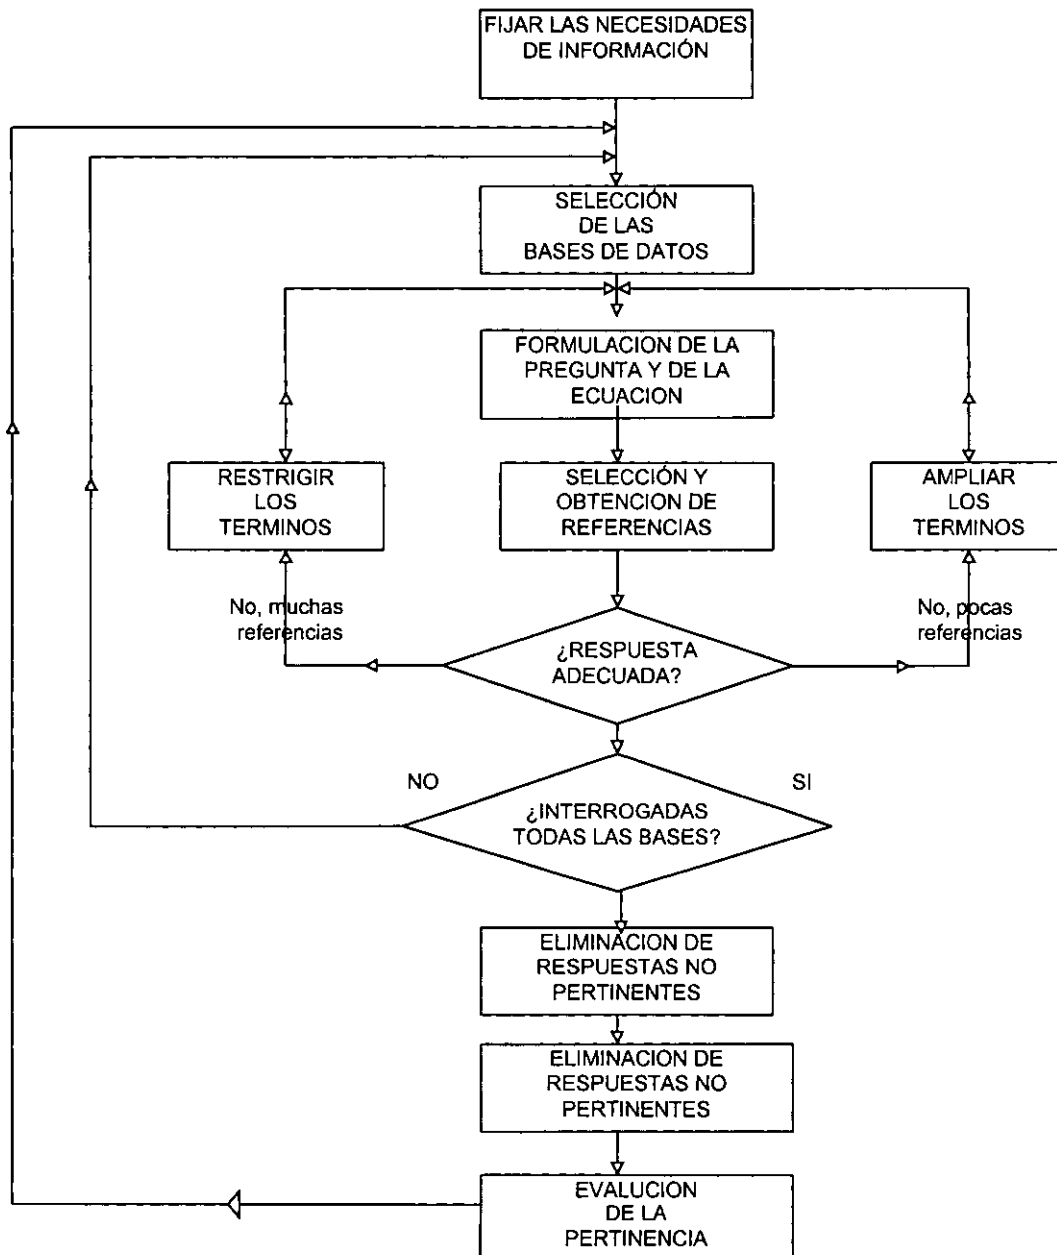 FIJAR LAS NECESIDADES
DE INFORMACIÓN
SELECCIÓN
DE LAS
BASES DE DATOS
FORMULACION DE LA
PREGUNTA Y DE LA
ECUACION
RESTRIGIR
LOS
TERMINOS
SELECCIÓN Y
OBTENCION DE
REFERENCIAS
AMPLIAR
LOS
TERMINOS
No, muchas
referencias
No, pocas
referencias
¿RESPUESTA
ADECUADA?
NO
SI
¿INTERROGADAS
TODAS LAS BASES?
ELIMINACION DE
RESPUESTAS NO
PERTINENTES
ELIMINACION DE
RESPUESTAS NO
PERTINENTES
EVALUCION
DE LA
PERTINENCIA